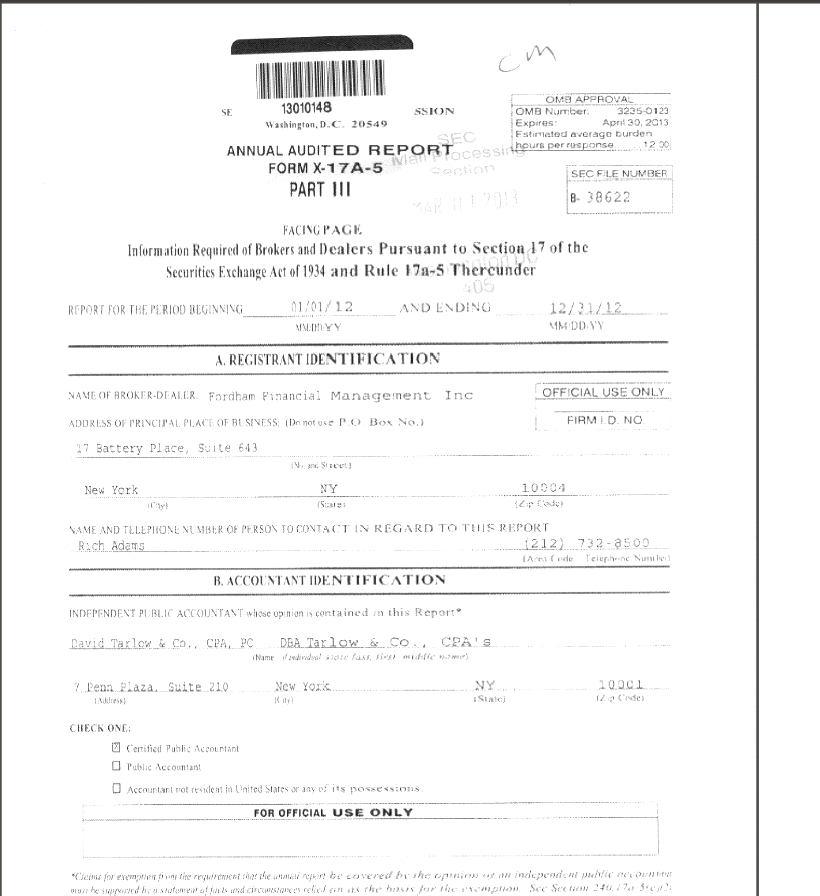 CM
13010148
SE SSION
Washington, D.C. 20549
OMB APPROVAL
OMB Number: 3235-0123
Expires: April 30, 2013
Estimated average burden
hours per response 12.00
ANNUAL AUDITED REPORT
FORM X-17A-5
PART III
SEC
Mail Processing
Section
MAR 01 2013
DC
405
SEC FILE NUMBER
8- 38622
FACING PAGE
Information Required of Brokers and Dealers Pursuant to Section 17 of the
Securities Exchange Act of 1934 and Rule 17a-5 Thereunder
REPORT FOR THE PERIOD BEGINNING 01/01/12 AND ENDING 12/31/12
MM/DD/YY MM/DD/YY
A. REGISTRANT IDENTIFICATION
NAME OF BROKER-DEALER: Fordham Financial Management Inc
OFFICIAL USE ONLY
ADDRESS OF PRINCIPAL PLACE OF BUSINESS: (Do not use P.O. Box No.)
FIRM I.D. NO.
17 Battery Place, Suite 643
(No. and Street)
New York NY 10004
(City) (State) (Zip Code)
NAME AND TELEPHONE NUMBER OF PERSON TO CONTACT IN REGARD TO THIS REPORT
Rich Adams (212) 732-8500
(Area Code Telephone Number)
B. ACCOUNTANT IDENTIFICATION
INDEPENDENT PUBLIC ACCOUNTANT whose opinion is contained in this Report*
David Tarlow & Co., CPA, PC DBA Tarlow & Co., CPA's
(Name if individual state last, first middle name)
7 Penn Plaza, Suite 210 New York NY 10001
(Address) (City) (State) (Zip Code)
CHECK ONE:
☒ Certified Public Accountant
☐ Public Accountant
☐ Accountant not resident in United States or any of its possessions.
FOR OFFICIAL USE ONLY
*Claims for exemption from the requirement that the annual report be covered by the opinion of an independent public accountant
must be supported by a statement of facts and circumstances relied on as the basis for the exemption. See Section 240.17a-5(e)(2)